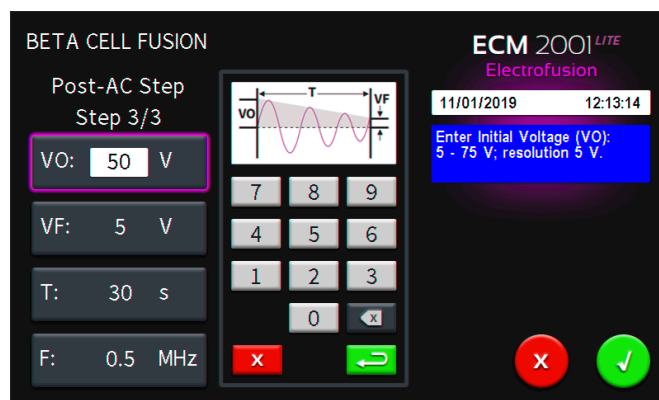 BETA CELL FUSION
Post-AC Step
Step 3/3
VO: 50 V
VF: 5 V
T: 30 s
F: 0.5 MHz
T
VO
VF
7 8 9
4 5 6
1 2 3
0 x
X
ECM 2001 LITE
Electrofusion
11/01/2019 12:13:14
Enter Initial Voltage (VO):
5 - 75 V; resolution 5 V.
X